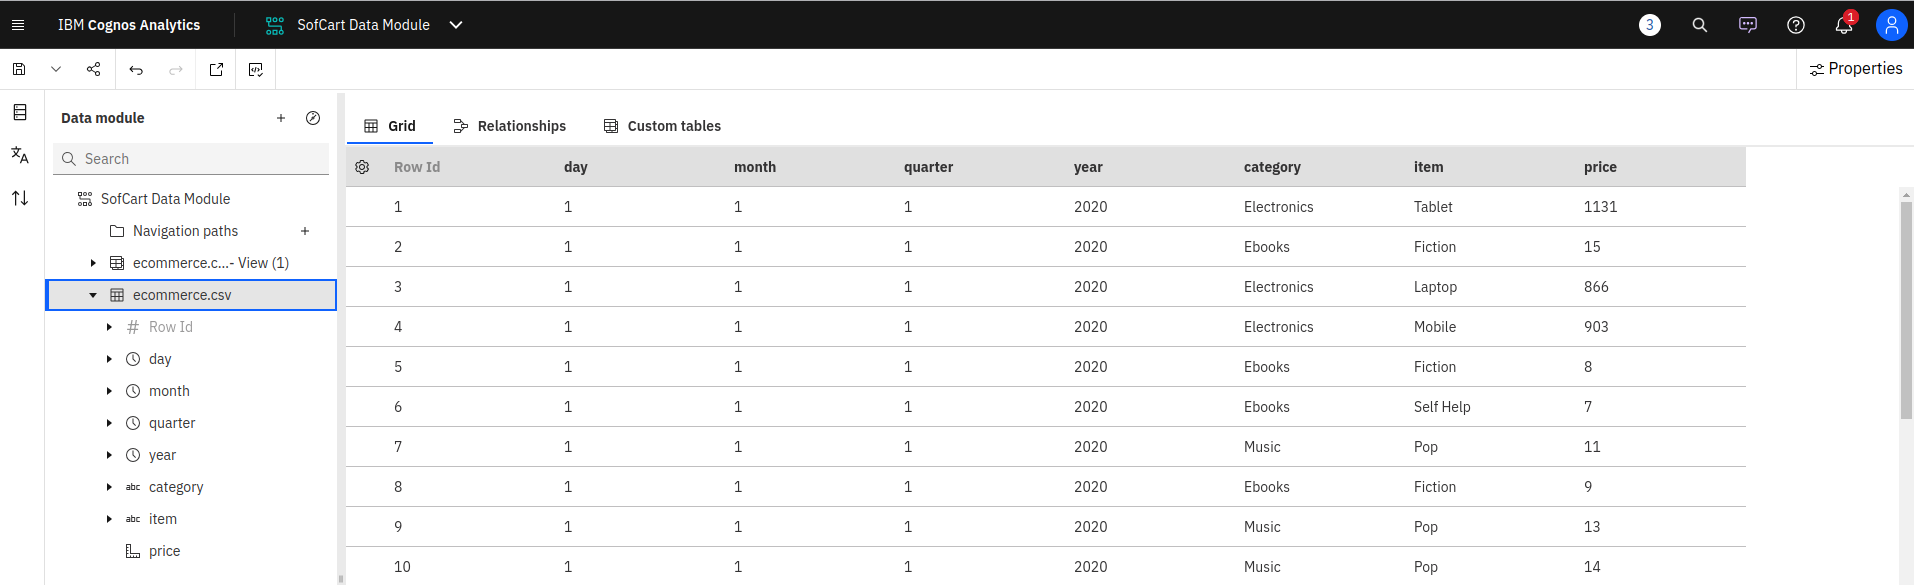 IBM Cognos Analytics SofCart Data Module 3 1
Properties
Data module
Search
SofCart Data Module
Navigation paths
ecommerce.c...- View (1)
ecommerce.csv
Row Id
day
month
quarter
year
abc category
abc item
price
Grid Relationships Custom tables
Row Id day month quarter year category item price
1 1 1 1 2020 Electronics Tablet 1131
2 1 1 1 2020 Ebooks Fiction 15
3 1 1 1 2020 Electronics Laptop 866
4 1 1 1 2020 Electronics Mobile 903
5 1 1 1 2020 Ebooks Fiction 8
6 1 1 1 2020 Ebooks Self Help 7
7 1 1 1 2020 Music Pop 11
8 1 1 1 2020 Ebooks Fiction 9
9 1 1 1 2020 Music Pop 13
10 1 1 1 2020 Music Pop 14